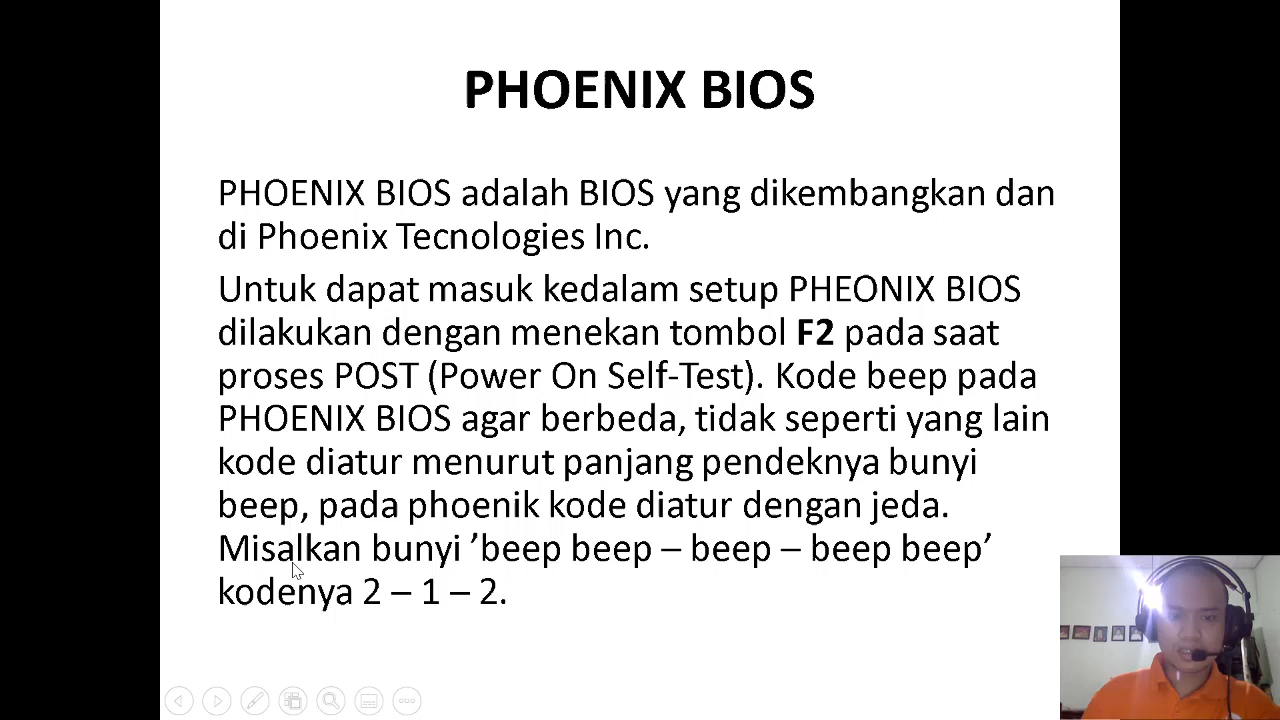 PHOENIX BIOS
PHOENIX BIOS adalah BIOS yang dikembangkan dan
di Phoenix Tecnologies Inc.
Untuk dapat masuk kedalam setup PHEONIX BIOS
dilakukan dengan menekan tombol F2 pada saat
proses POST (Power On Self-Test). Kode beep pada
PHOENIX BIOS agar berbeda, tidak seperti yang lain
kode diatur menurut panjang pendeknya bunyi
beep, pada phoenik kode diatur dengan jeda.
Misalkan bunyi ’beep beep – beep – beep beep’
kodenya 2 – 1 – 2.